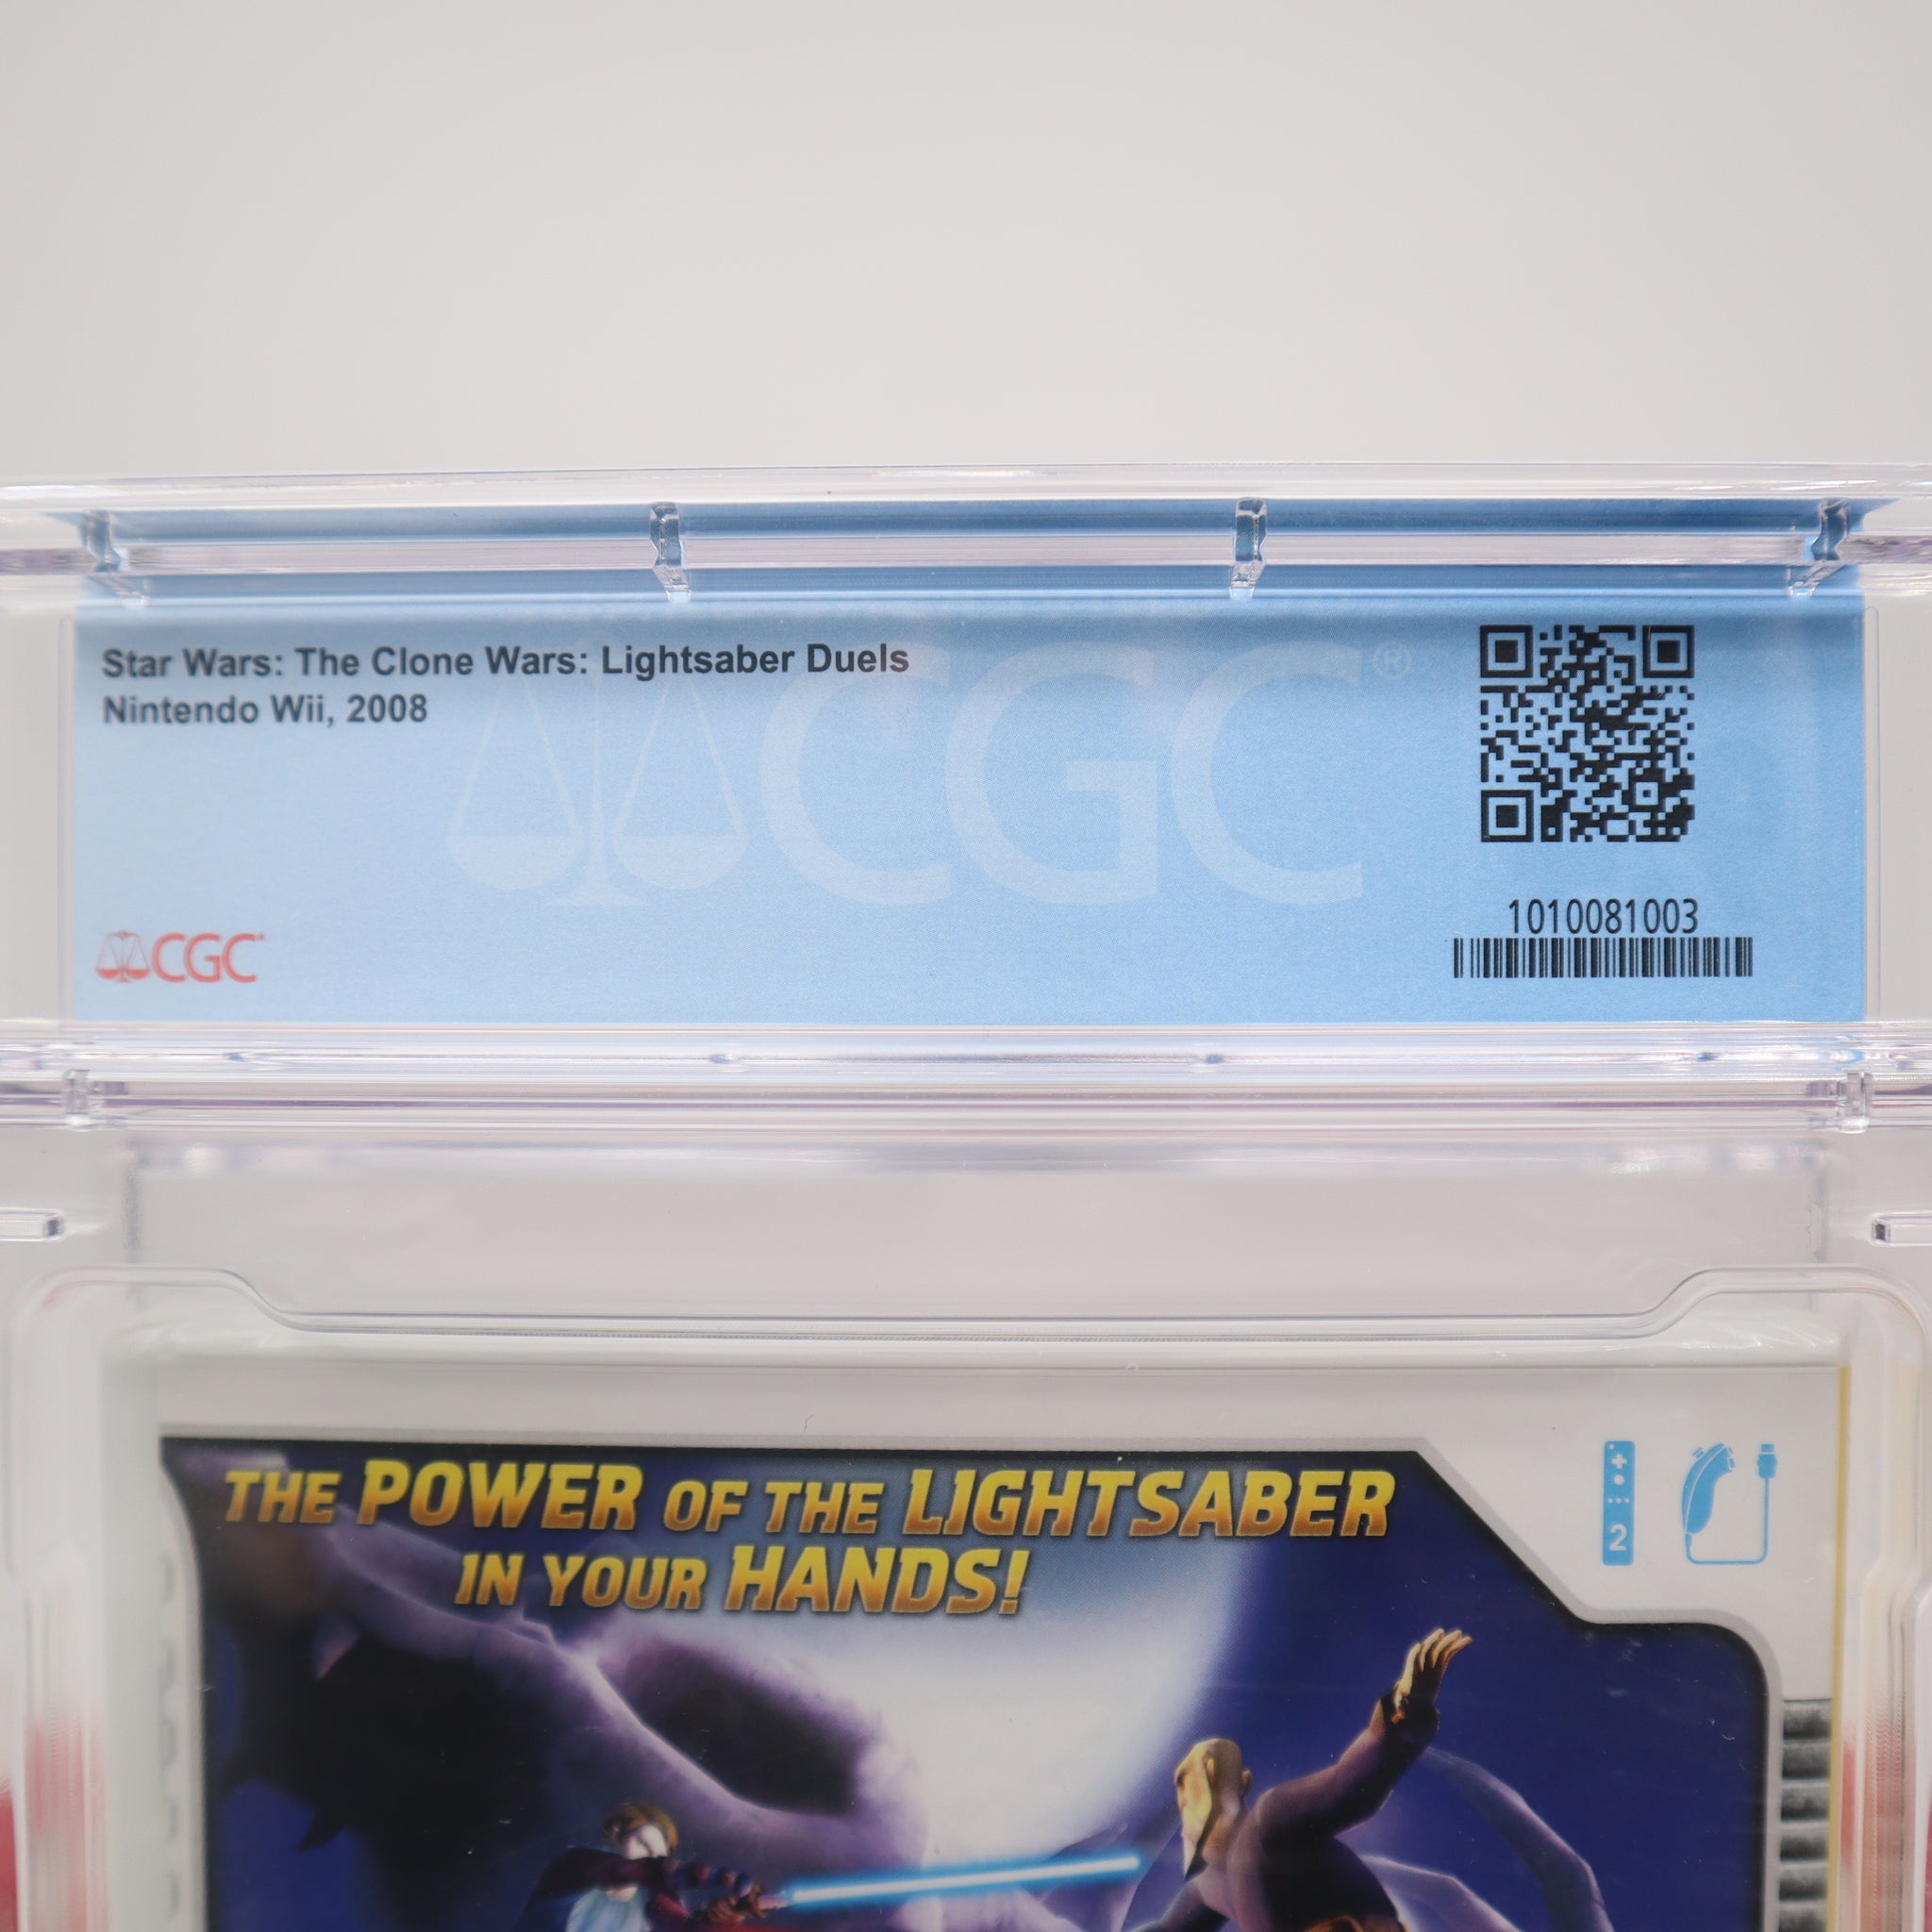 Star Wars: The Clone Wars: Lightsaber Duels
Nintendo Wii, 2008
CGC®
CGC
1010081003
THE POWER OF THE LIGHTSABER
IN YOUR HANDS!
2